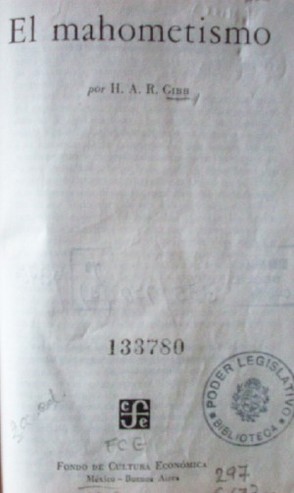 El mahometismo
por H. A. R. GIBB
133780
PODER LEGISLATIVO
BIBLIOTECA
FCE
FONDO DE CULTURA ECONÓMICA
México – Buenos Aires
297